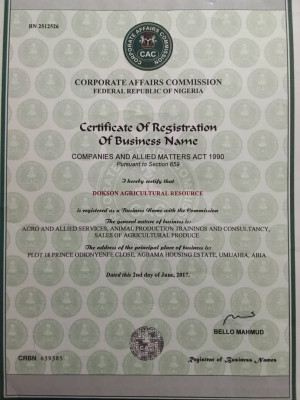 BN 2512526
CORPORATE AFFAIRS COMMISSION
CAC
CORPORATE AFFAIRS COMMISSION
FEDERAL REPUBLIC OF NIGERIA
Certificate Of Registration
Of Business Name
COMPANIES AND ALLIED MATTERS ACT 1990
Pursuant to Section 659
I hereby certify that
DOKSON AGRICULTURAL RESOURCE
is registered as a Business Name with the Commission
The general nature of business is:
AGRO AND ALLIED SERVICES, ANIMAL PRODUCTION TRAININGS AND CONSULTANCY,
SALES OF AGRICULTURAL PRODUCE
The address of the principal place of business is:
PLOT 18 PRINCE ODIONYENFE CLOSE, AGBAMA HOUSING ESTATE, UMUAHIA, ABIA
Dated this 2nd day of June, 2017.
BELLO MAHMUD
CRBN 639385
Registrar of Business Names